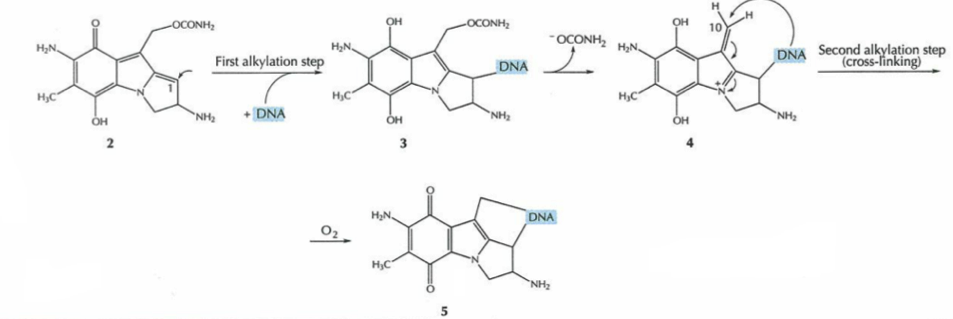 O
OCONH₂
H₂N
1
N
H₃C
NH₂
OH
2
First alkylation step
+ DNA
OH
OCONH₂
H₂N
DNA
N
H₃C
NH₂
OH
3
⁻OCONH₂
H
H
10
OH
H₂N
DNA
+
N
H₃C
NH₂
OH
4
Second alkylation step
(cross-linking)
O₂
O
H₂N
DNA
N
H₃C
NH₂
O
5